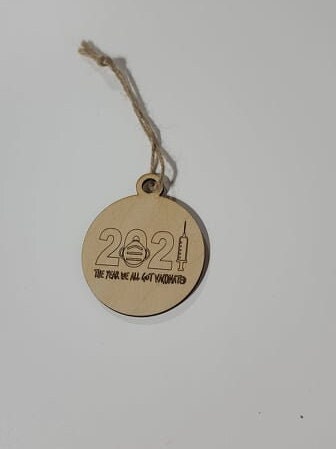 2021
THE YEAR WE ALL GOT VACCINATED